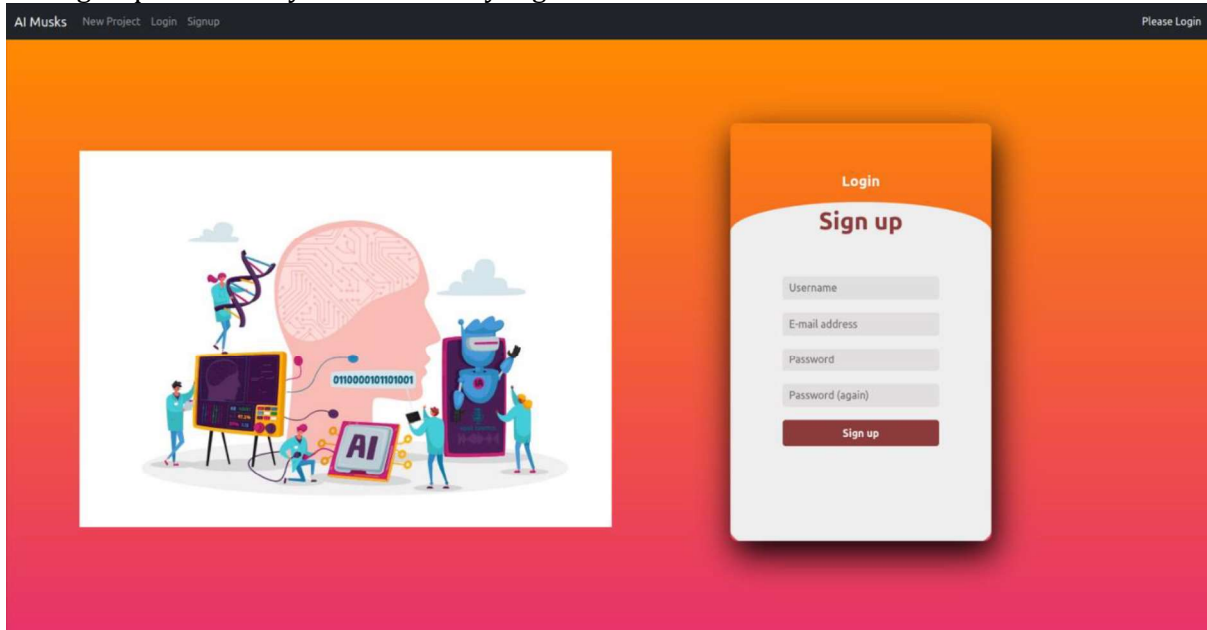 AI Musks New Project Login Signup Please Login
Login
Sign up
Username
E-mail address
Password
Password (again)
Sign up
0110000101101001
AI